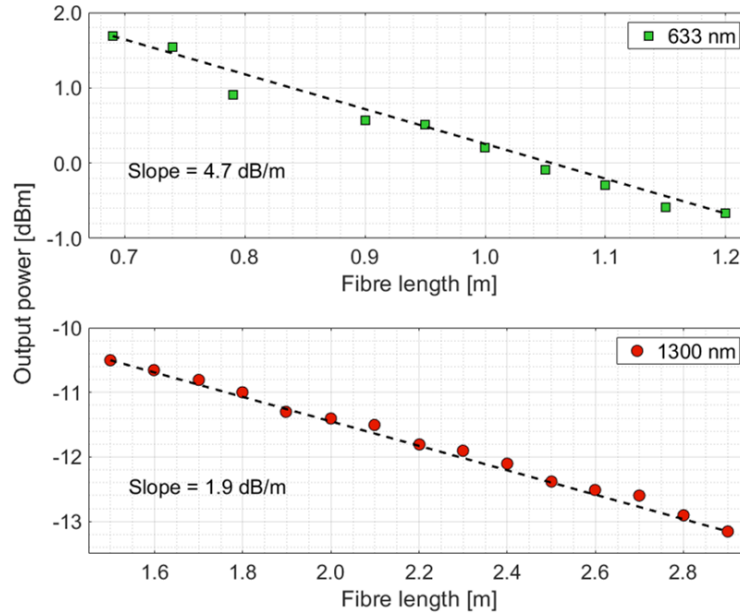 2.0
633 nm
1.0
0.0
Slope = 4.7 dB/m
-1.0
0.7 0.8 0.9 1.0 1.1 1.2
Fibre length [m]
Output power [dBm]
-10
1300 nm
-11
-12
Slope = 1.9 dB/m
-13
1.6 1.8 2.0 2.2 2.4 2.6 2.8
Fibre length [m]